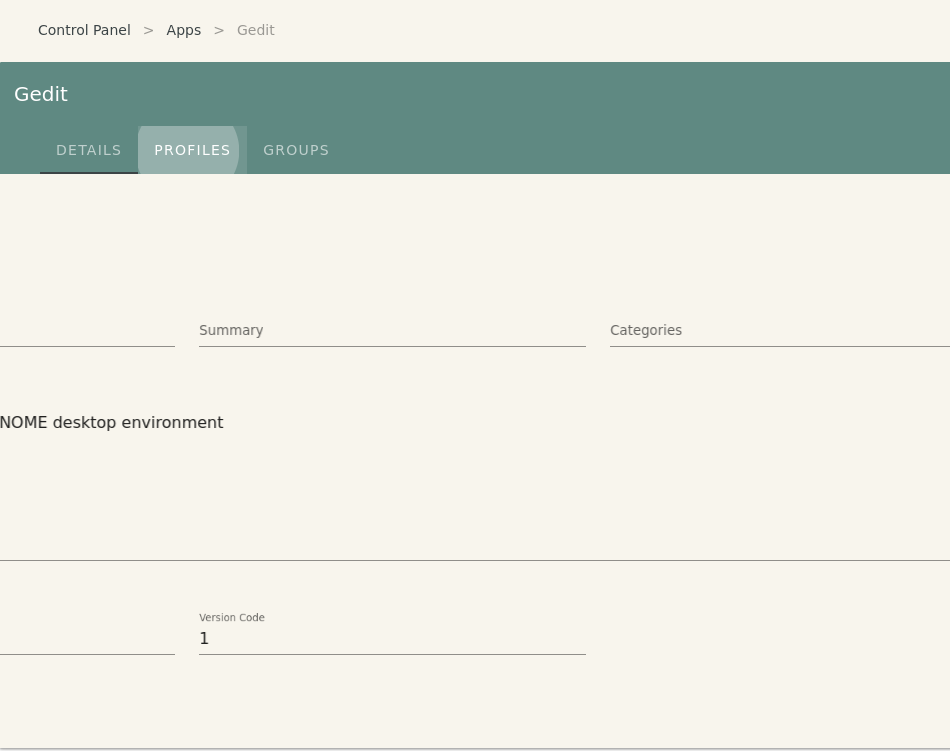 Control Panel > Apps > Gedit
Gedit
DETAILS PROFILES GROUPS
Summary Categories
NOME desktop environment
Version Code
1